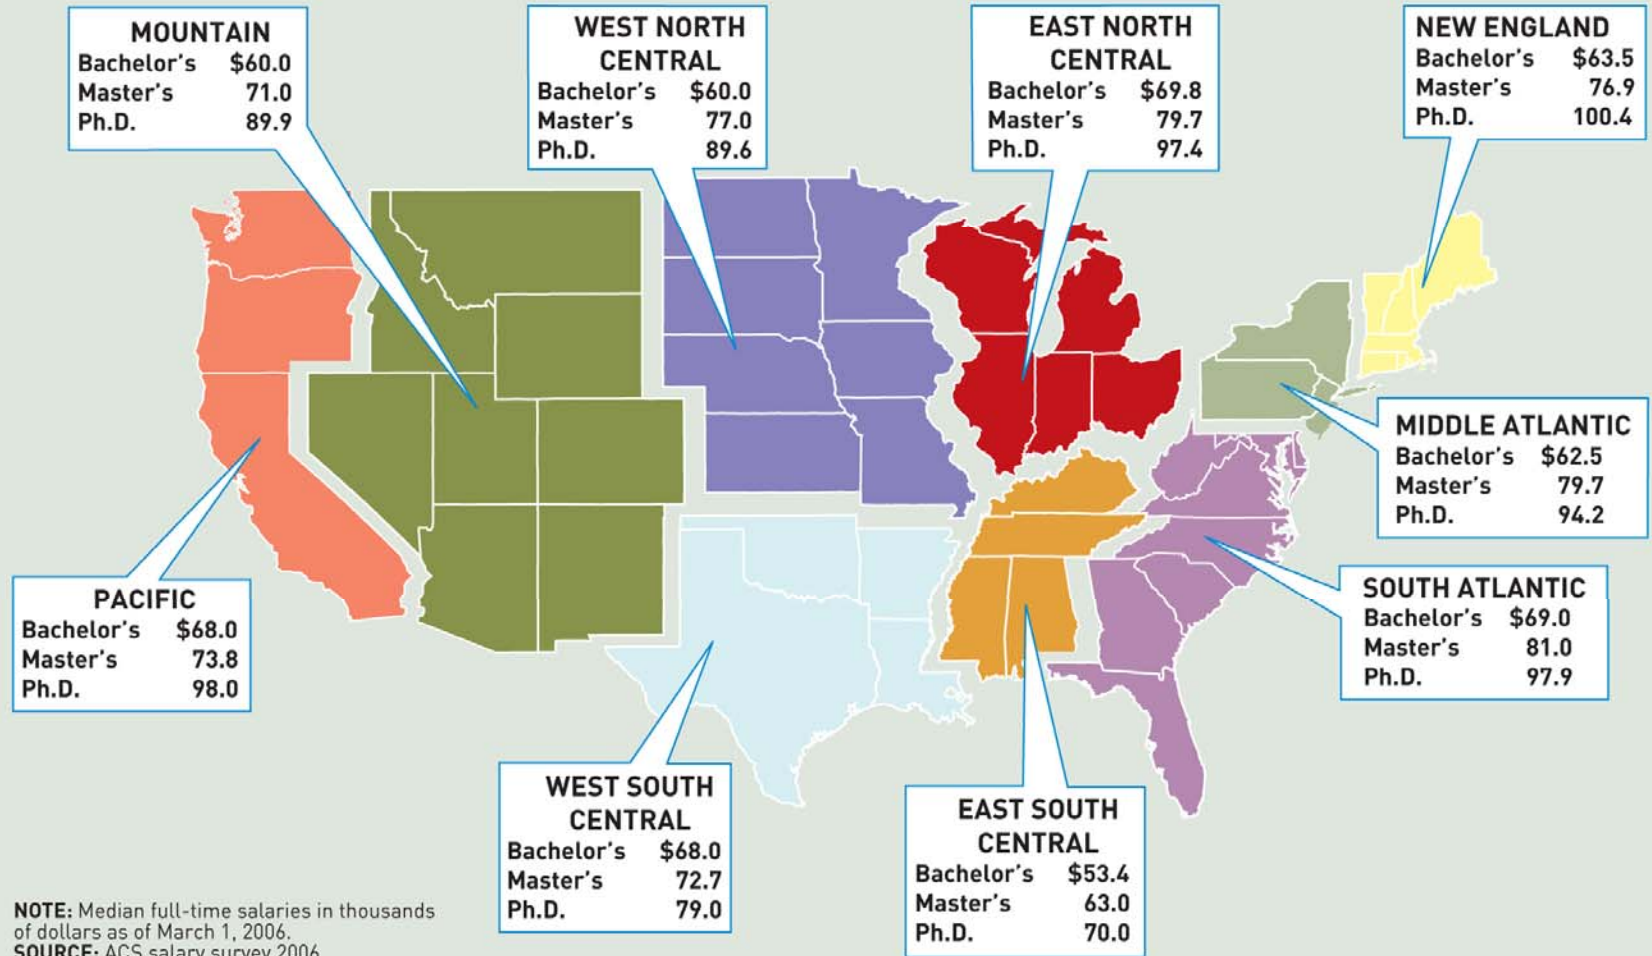 MOUNTAIN
Bachelor's $60.0
Master's 71.0
Ph.D. 89.9
WEST NORTH
CENTRAL
Bachelor's $60.0
Master's 77.0
Ph.D. 89.6
EAST NORTH
CENTRAL
Bachelor's $69.8
Master's 79.7
Ph.D. 97.4
NEW ENGLAND
Bachelor's $63.5
Master's 76.9
Ph.D. 100.4
MIDDLE ATLANTIC
Bachelor's $62.5
Master's 79.7
Ph.D. 94.2
PACIFIC
Bachelor's $68.0
Master's 73.8
Ph.D. 98.0
SOUTH ATLANTIC
Bachelor's $69.0
Master's 81.0
Ph.D. 97.9
WEST SOUTH
CENTRAL
Bachelor's $68.0
Master's 72.7
Ph.D. 79.0
EAST SOUTH
CENTRAL
Bachelor's $53.4
Master's 63.0
Ph.D. 70.0
NOTE: Median full-time salaries in thousands
of dollars as of March 1, 2006.
SOURCE: ACS salary survey 2006